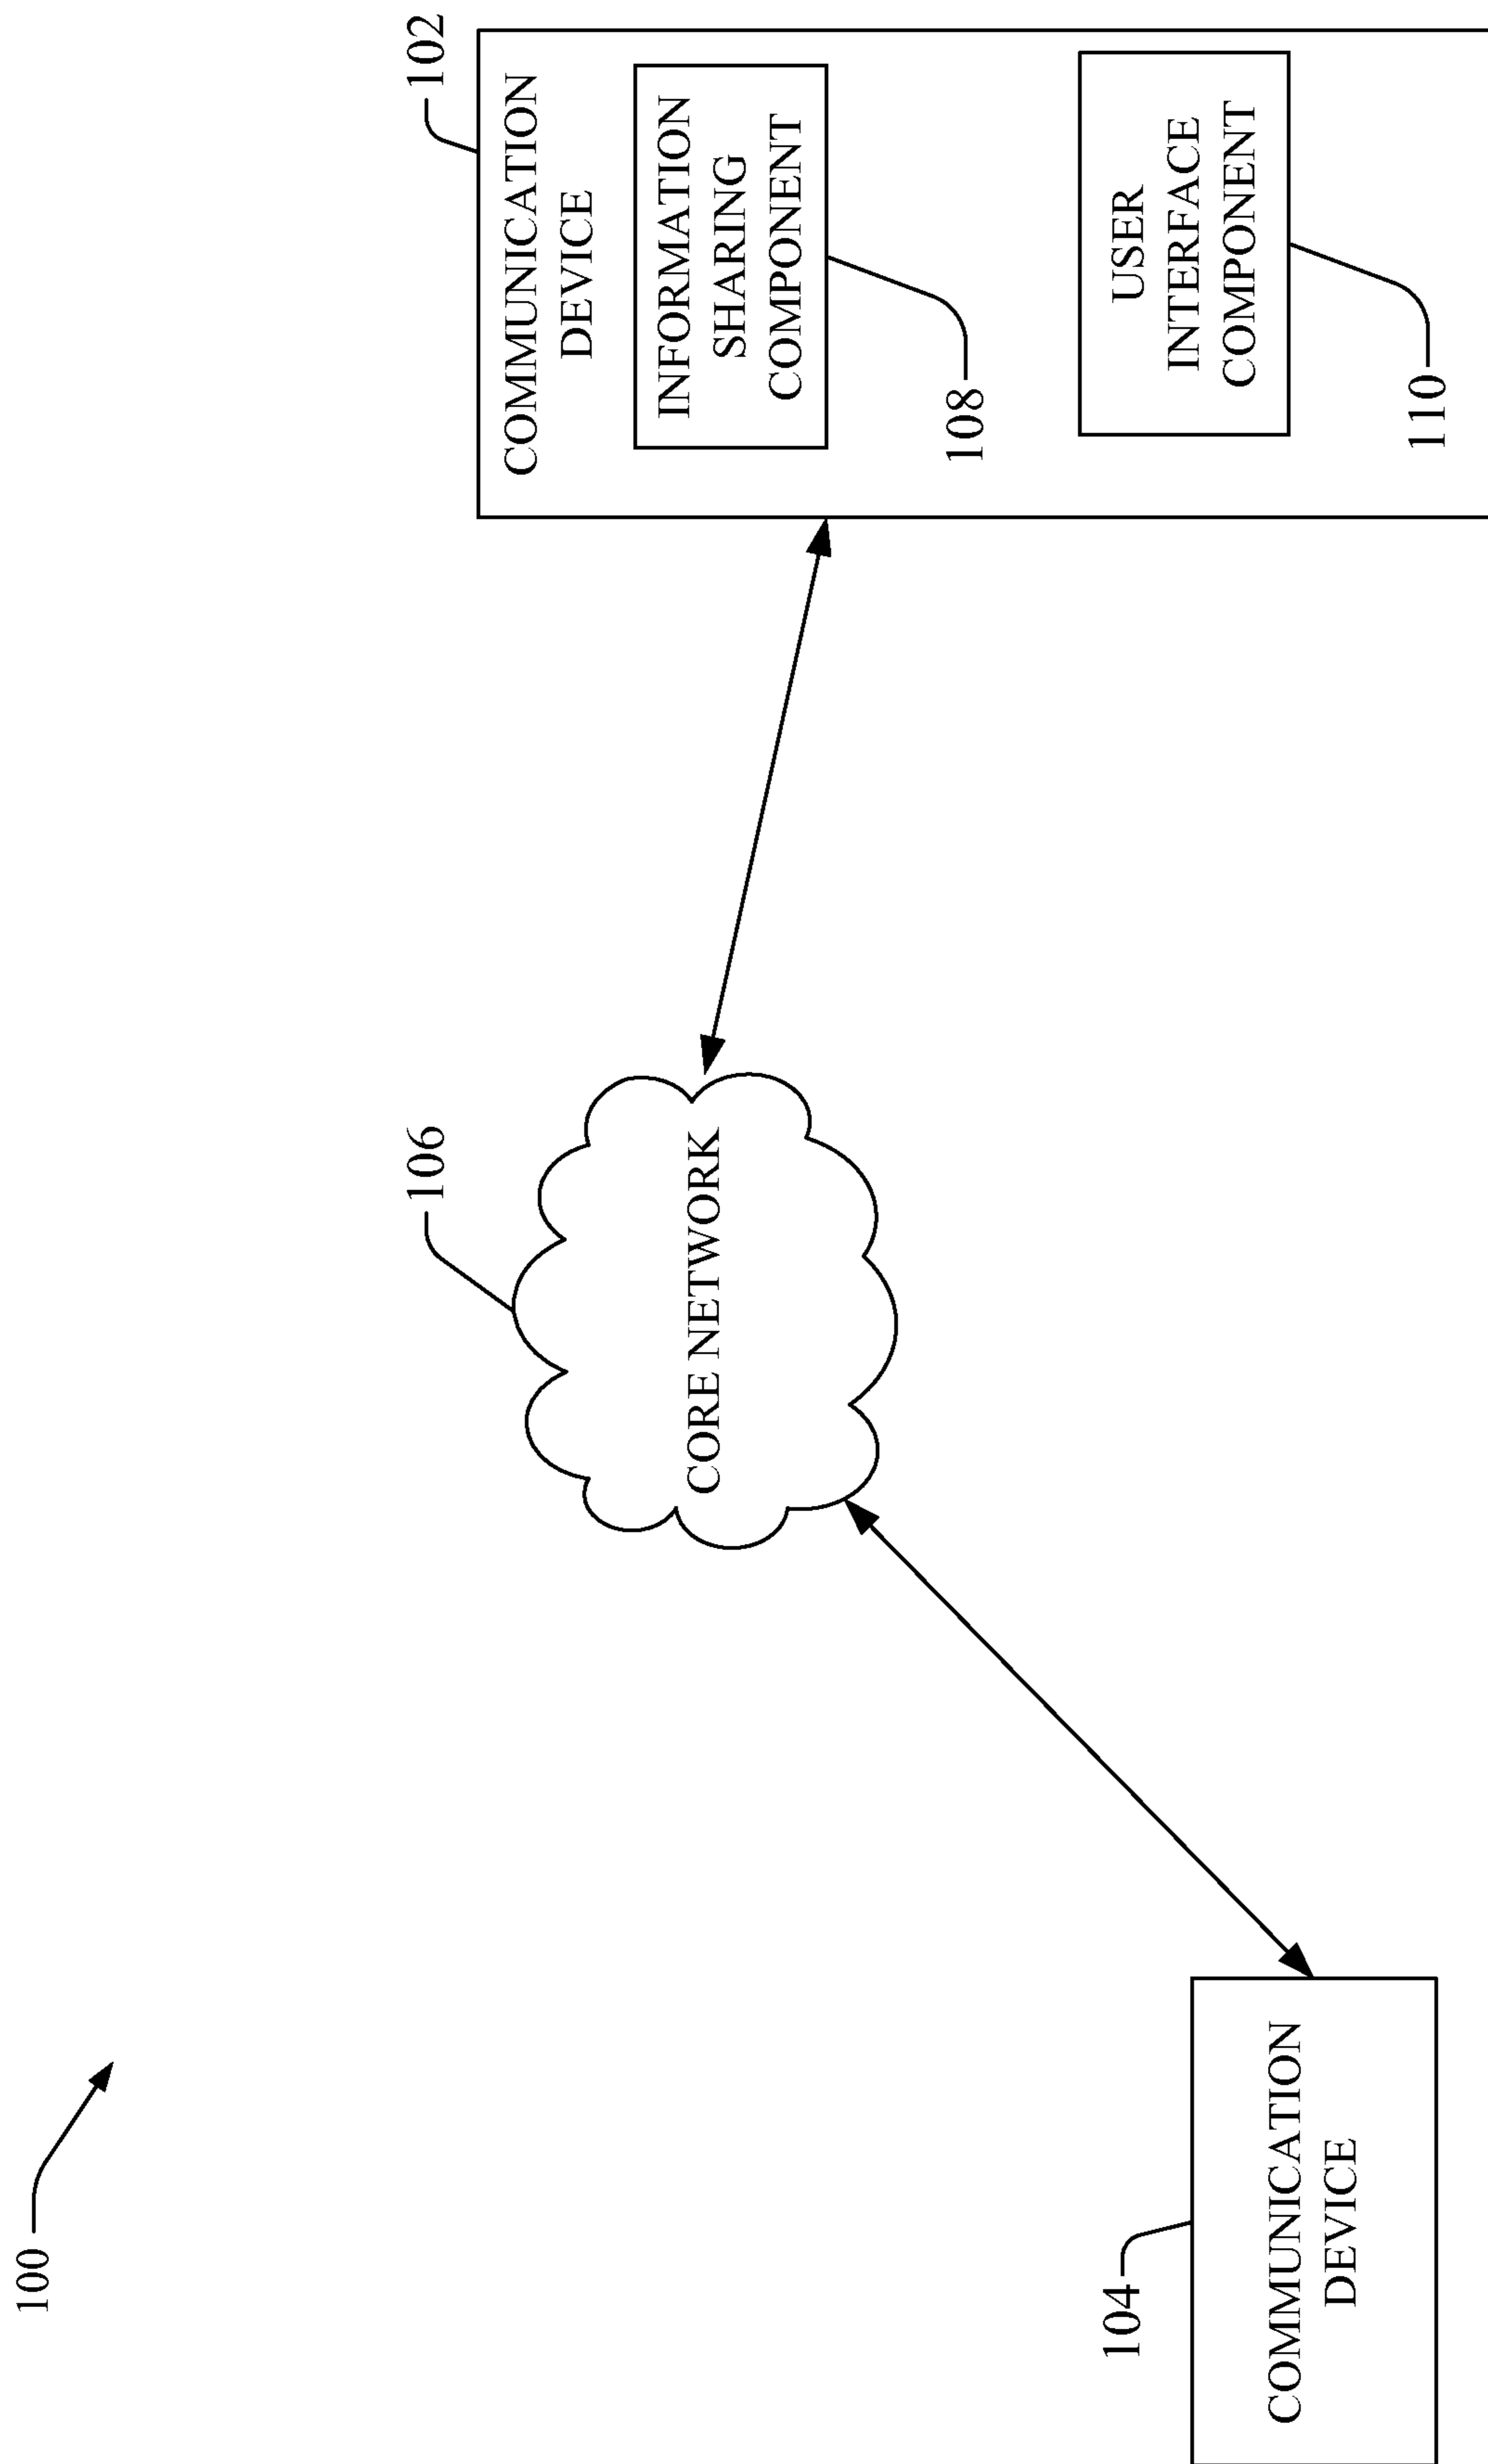 100
104
COMMUNICATION
DEVICE
106
CORE NETWORK
102
COMMUNICATION
DEVICE
INFORMATION
SHARING
COMPONENT
108
USER
INTERFACE
COMPONENT
110